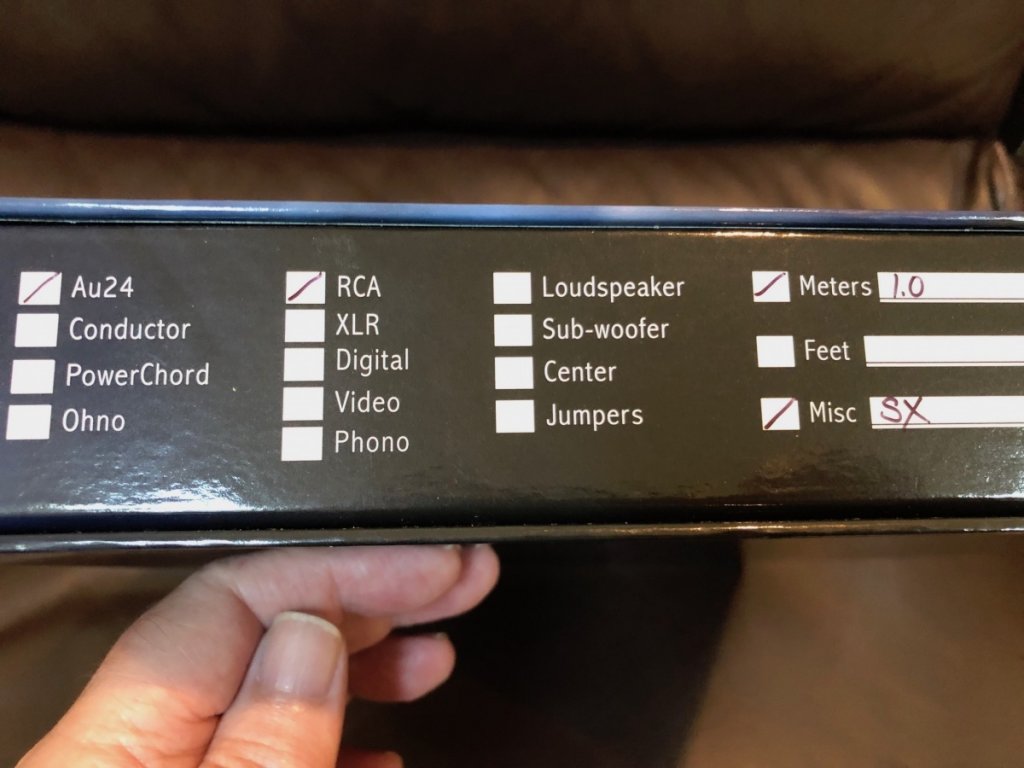 Au24
Conductor
PowerChord
Ohno
RCA
XLR
Digital
Video
Phono
Loudspeaker
Sub-woofer
Center
Jumpers
Meters 1.0
Feet
Misc SX